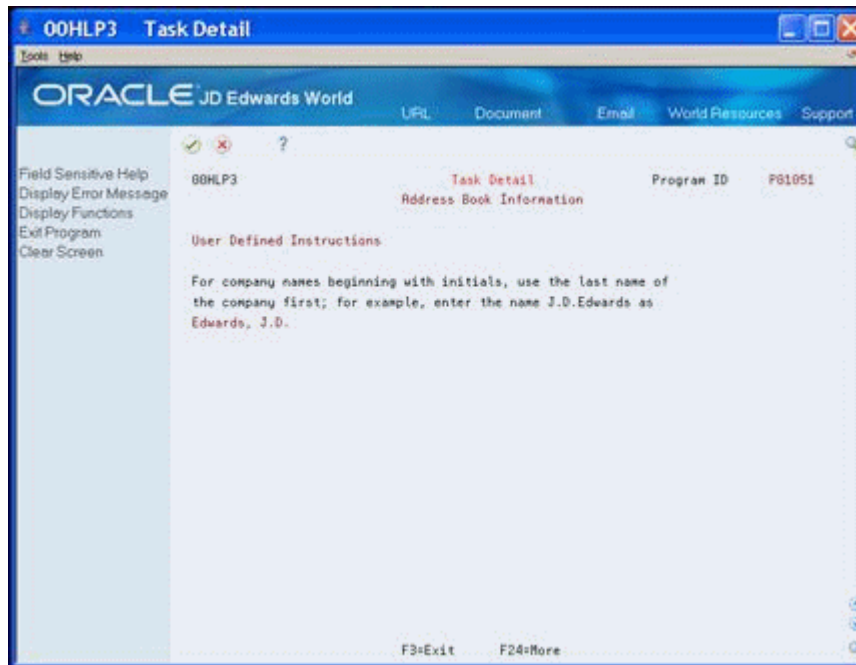 00HLP3 Task Detail
Tools Help
ORACLE JD Edwards World
URL Document Email World Resources Support
?
Field Sensitive Help
Display Error Message
Display Functions
Exit Program
Clear Screen
00HLP3 Task Detail Program ID P01051
Address Book Information
User Defined Instructions
For company names beginning with initials, use the last name of
the company first; for example, enter the name J.D.Edwards as
Edwards, J.D.
F3=Exit F24=More